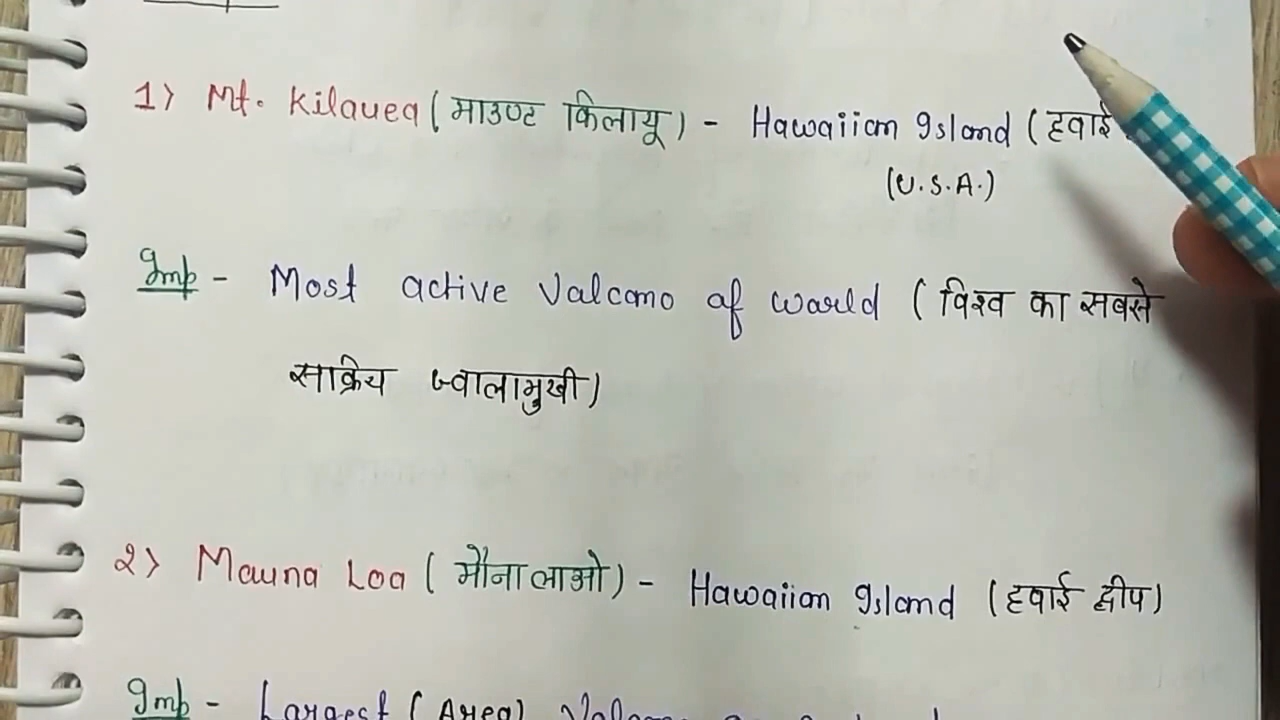 1> Mt. Kilauea ( माउण्ट किलायू ) - Hawaiian Island ( हवाई
(U.S.A.)
Imp - Most active Valcano of world ( विश्व का सबसे
साक्रिय ज्वालामुखी )
2> Mauna Loa ( मौना लाओ ) - Hawaiian Island ( हवाई द्वीप )
Imp - Largest ( Area)